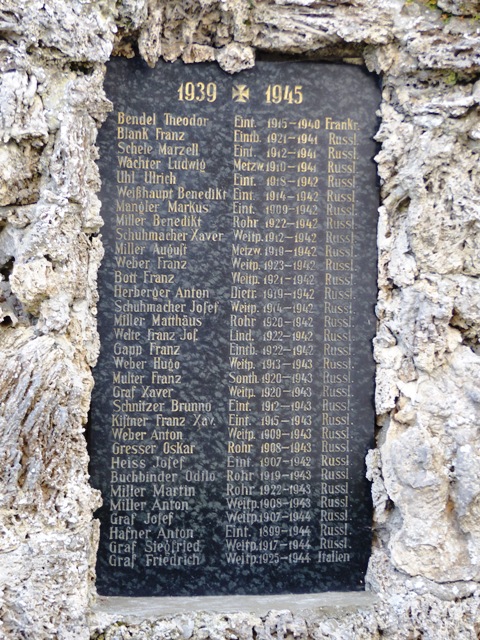 1939 ✠ 1945
Bendel Theodor Eint. 1915-1940 Frankr.
Blank Franz Einth. 1921-1941 Russl.
Schele Marzell Eint. 1912-1941 Russl.
Wachter Ludwig Metzw. 1910-1941 Russl.
Uhl Ulrich Eint. 1918-1942 Russl.
Weißhaupt Benedikt Eint. 1914-1942 Russl.
Mangler Markus Eint. 1909-1942 Russl.
Miller Benedikt Rohr 1922-1942 Russl.
Schuhmacher Xaver Weitp. 1912-1942 Russl.
Miller August Metzw. 1919-1942 Russl.
Weber Franz Weitp. 1923-1942 Russl.
Bott Franz Weitp. 1921-1942 Russl.
Herberger Anton Dietr. 1919-1942 Russl.
Schuhmacher Josef Weitp. 1914-1942 Russl.
Miller Matthäus Rohr 1920-1942 Russl.
Welte Franz Jos. Lind. 1922-1942 Russl.
Gapp Franz Einth. 1922-1942 Russl.
Weber Hugo Weitp. 1913-1943 Russl.
Multer Franz Sonth. 1920-1943 Russl.
Graf Xaver Weitp. 1920-1943 Russl.
Schnitzer Brunno Eint. 1912-1943 Russl.
Kistner Franz Xav. Eint. 1915-1943 Russl.
Weber Anton Weitp. 1909-1943 Russl.
Gresser Oskar Rohr 1908-1943 Russl.
Heiss Josef Eint. 1907-1942 Russl.
Buchbinder Odilo Rohr 1919-1943 Russl.
Miller Martin Rohr 1922-1943 Russl.
Miller Anton Weitp. 1908-1943 Russl.
Graf Josef Weitp. 1907-1944 Russl.
Hafner Anton Eint. 1899-1944 Russl.
Graf Siegfried Weitp. 1917-1944 Russl.
Graf Friedrich Weitp. 1925-1944 Italien